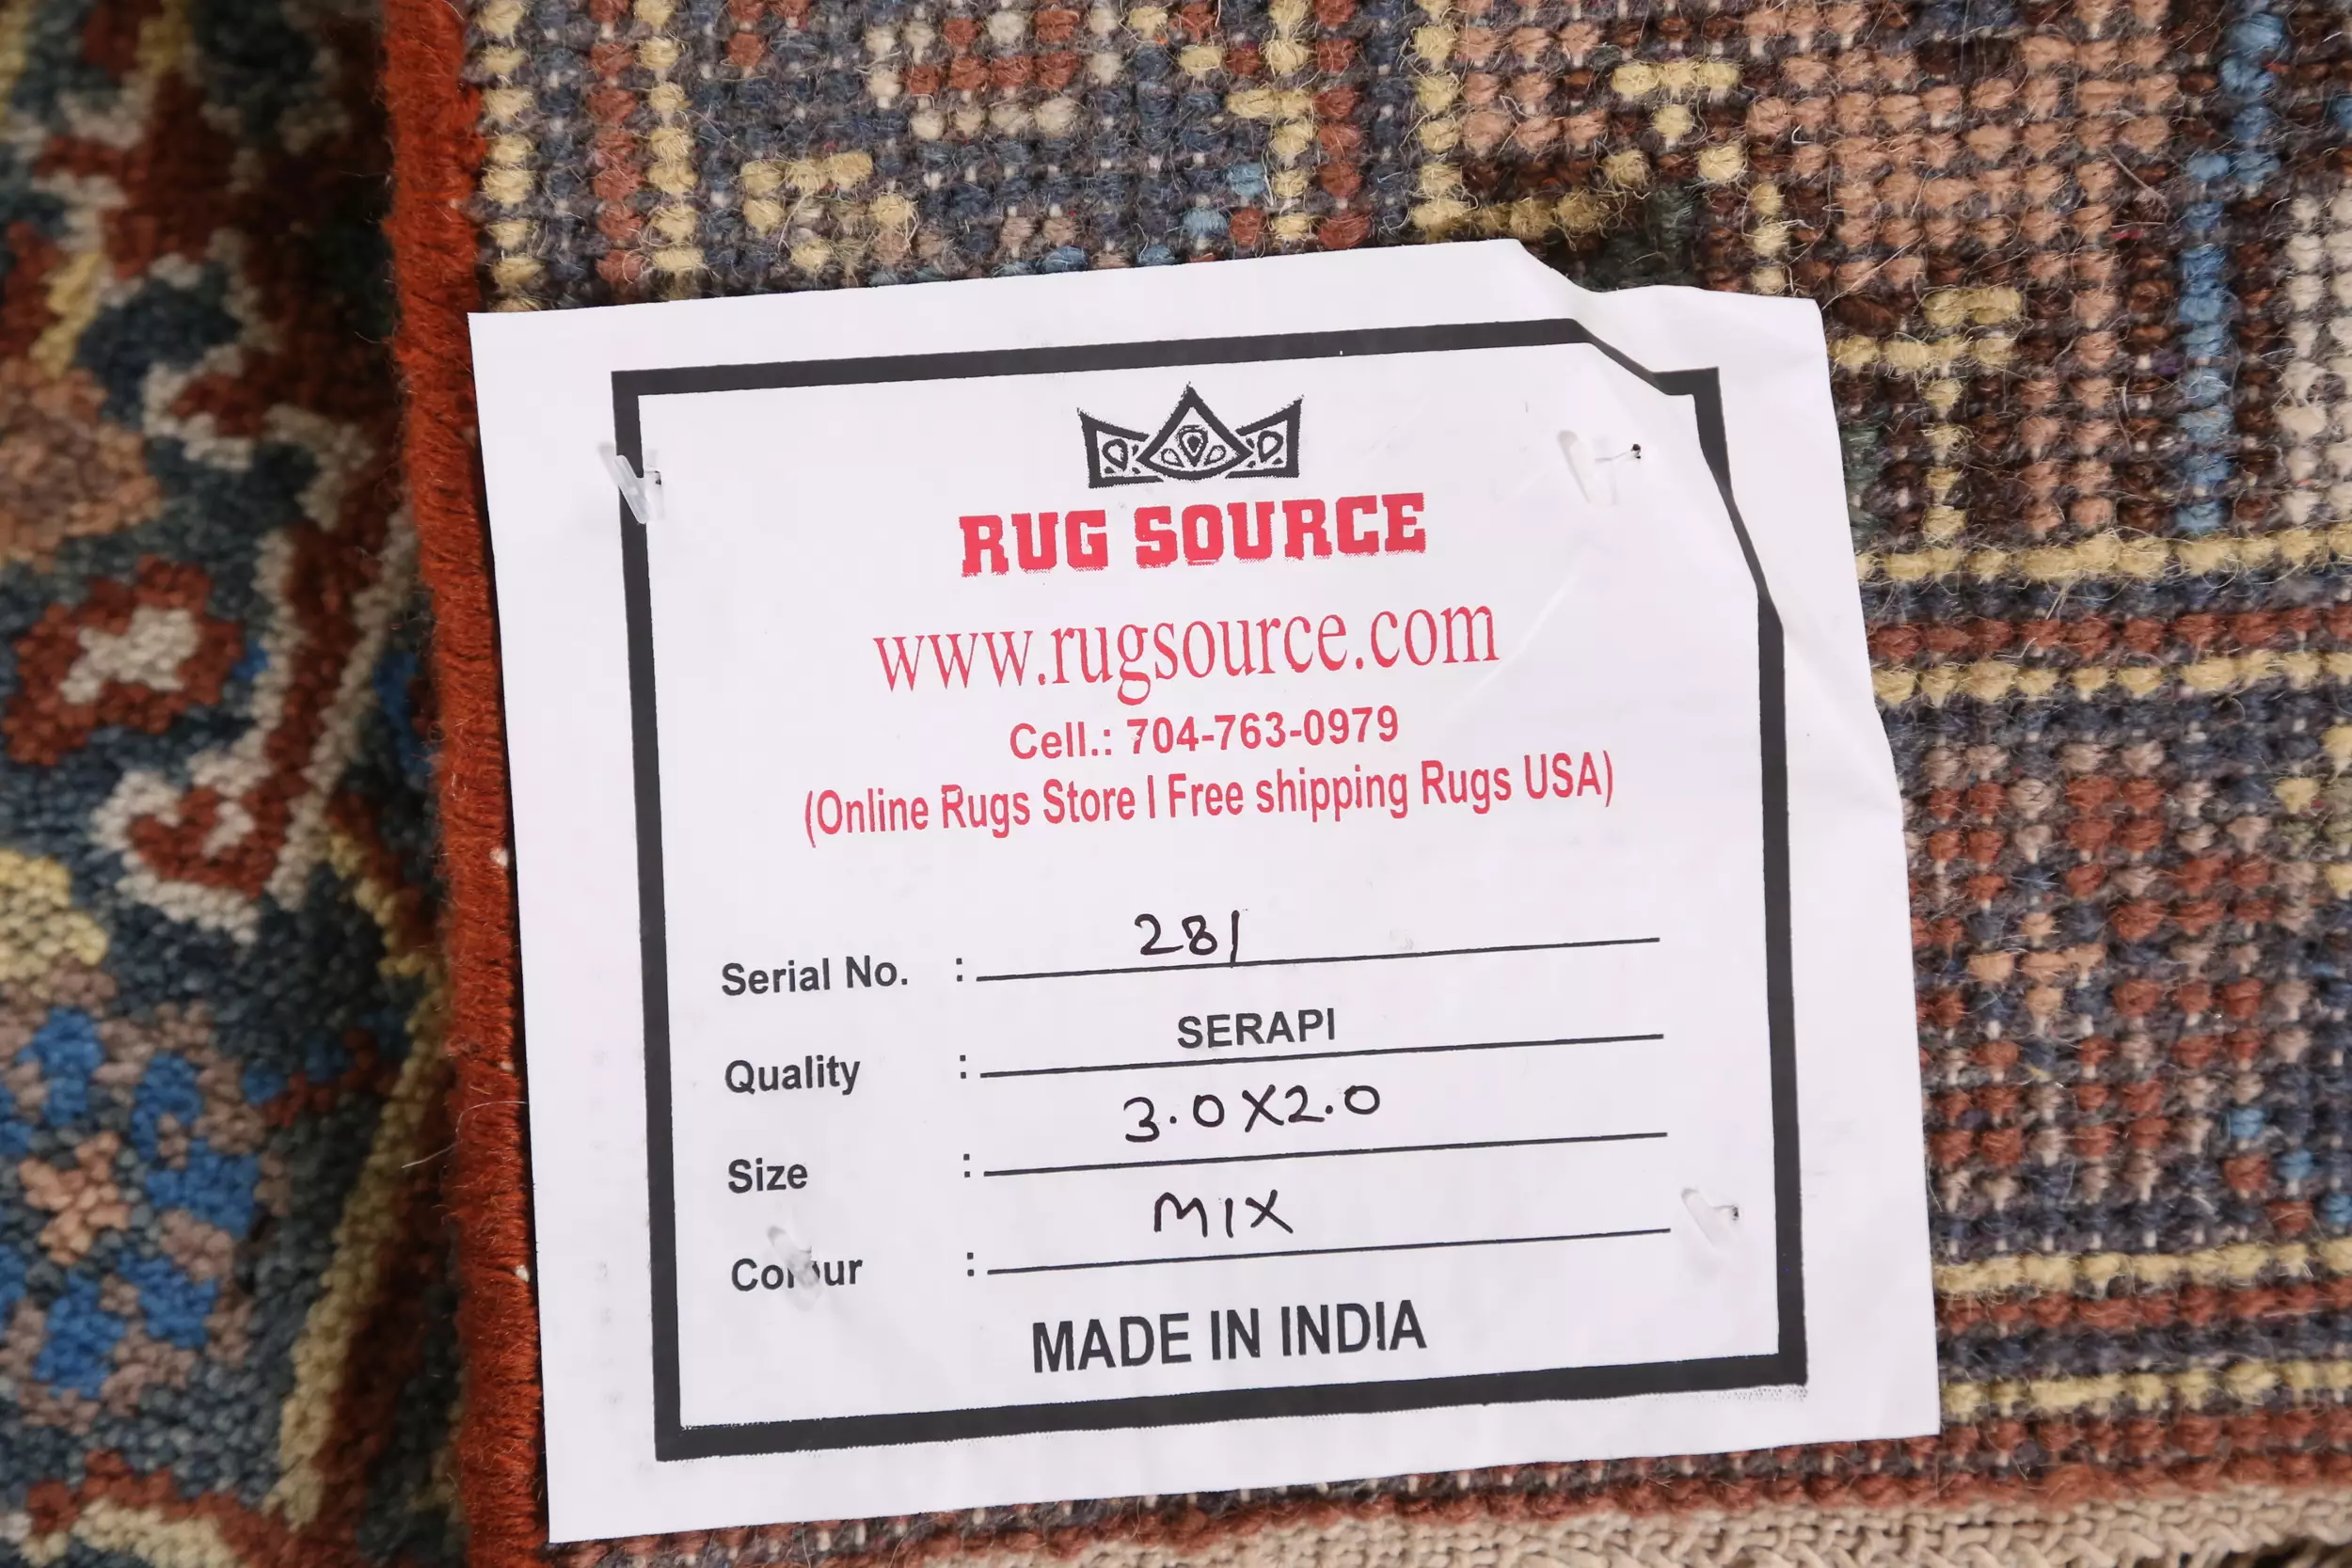 RUG SOURCE
www.rugsource.com
Cell.: 704-763-0979
(Online Rugs Store I Free shipping Rugs USA)
Serial No. : 281
Quality : SERAPI
Size : 3.0X2.0
Colour : MIX
MADE IN INDIA